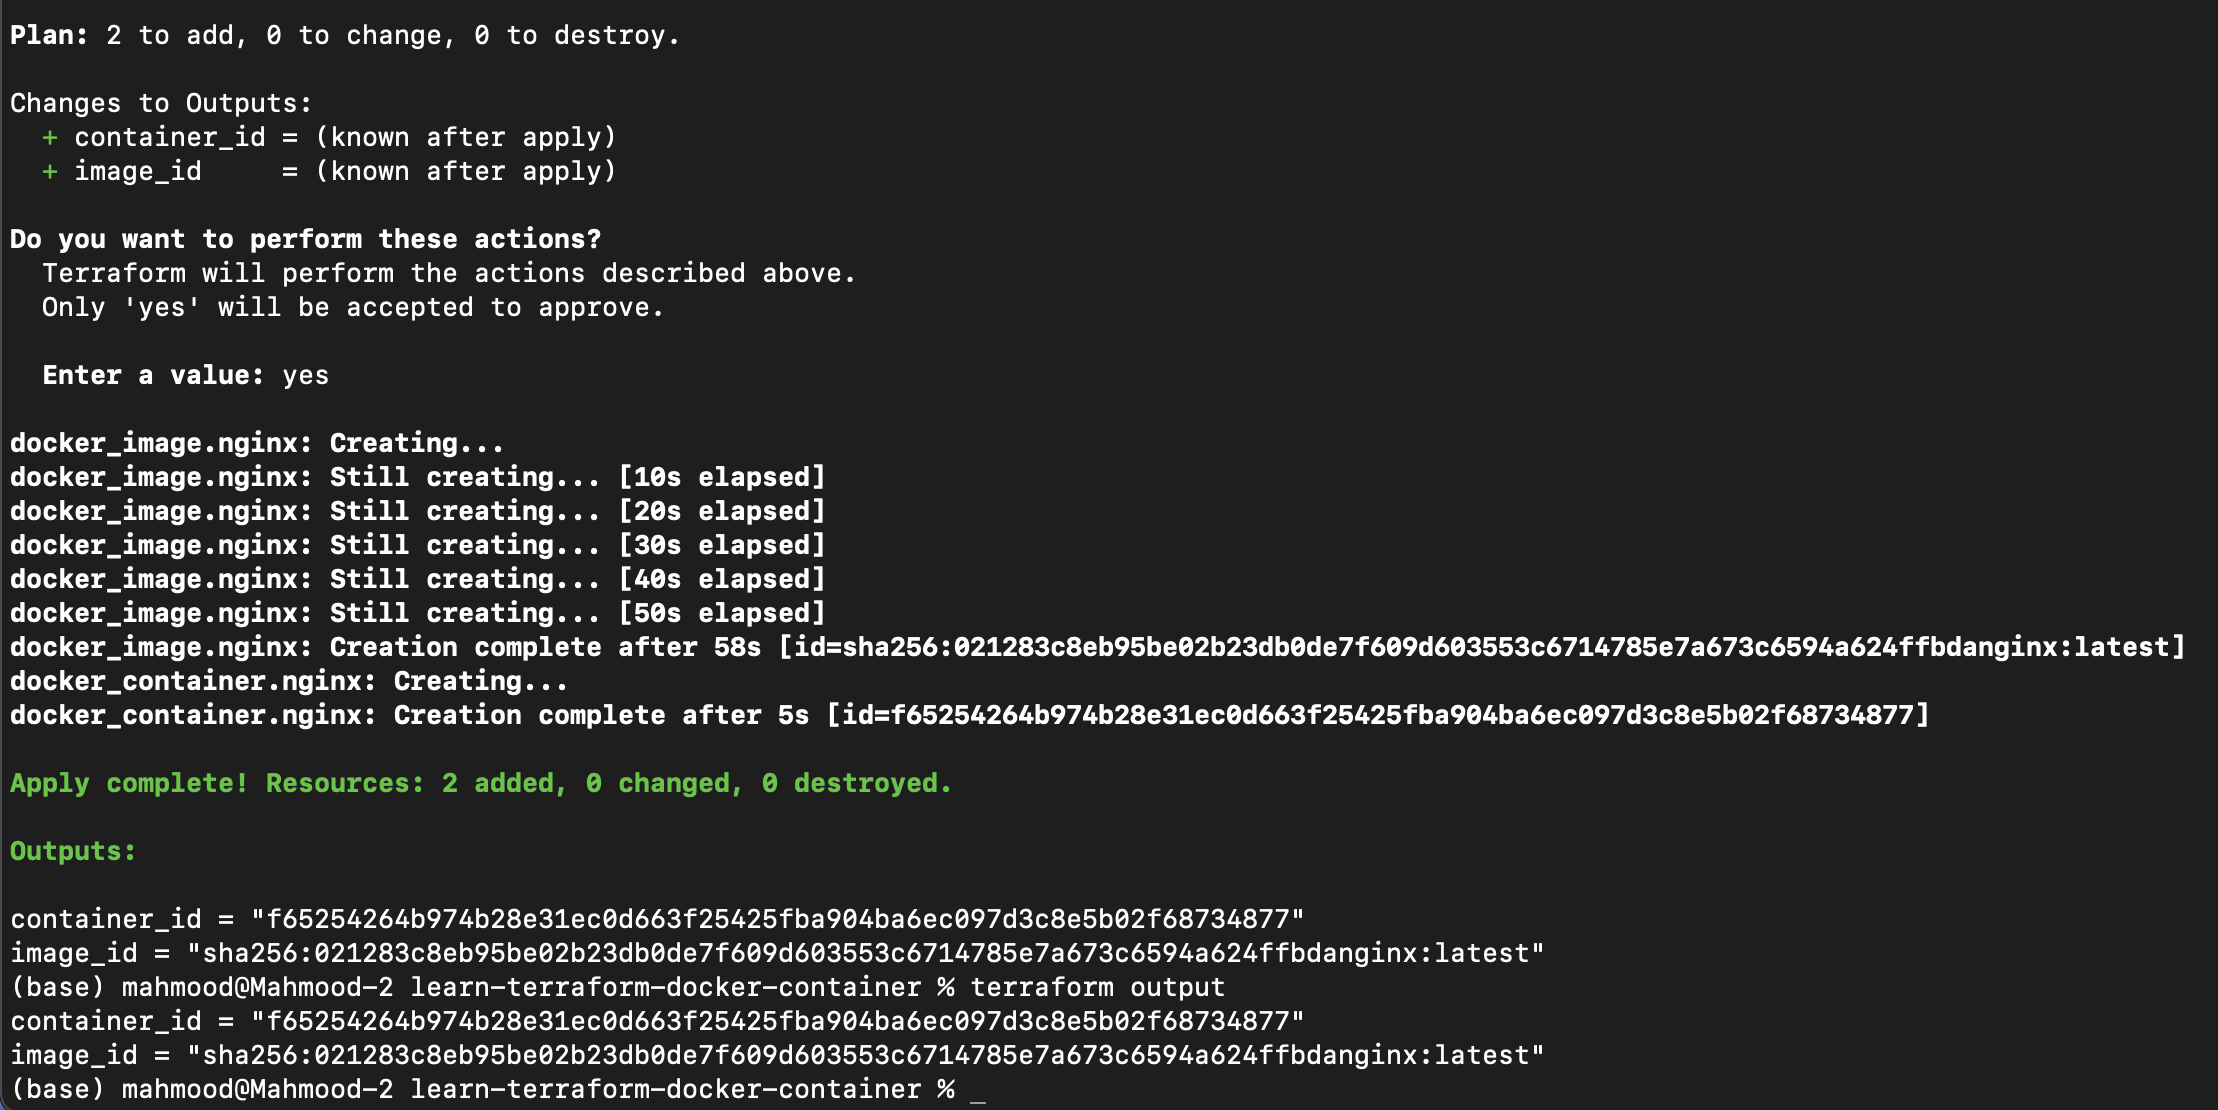 Plan: 2 to add, 0 to change, 0 to destroy.
Changes to Outputs:
+ container_id = (known after apply)
+ image_id     = (known after apply)
Do you want to perform these actions?
Terraform will perform the actions described above.
Only 'yes' will be accepted to approve.
Enter a value: yes
docker_image.nginx: Creating...
docker_image.nginx: Still creating... [10s elapsed]
docker_image.nginx: Still creating... [20s elapsed]
docker_image.nginx: Still creating... [30s elapsed]
docker_image.nginx: Still creating... [40s elapsed]
docker_image.nginx: Still creating... [50s elapsed]
docker_image.nginx: Creation complete after 58s [id=sha256:021283c8eb95be02b23db0de7f609d603553c6714785e7a673c6594a624ffbdanginx:latest]
docker_container.nginx: Creating...
docker_container.nginx: Creation complete after 5s [id=f65254264b974b28e31ec0d663f25425fba904ba6ec097d3c8e5b02f68734877]
Apply complete! Resources: 2 added, 0 changed, 0 destroyed.
Outputs:
container_id = "f65254264b974b28e31ec0d663f25425fba904ba6ec097d3c8e5b02f68734877"
image_id = "sha256:021283c8eb95be02b23db0de7f609d603553c6714785e7a673c6594a624ffbdanginx:latest"
(base) mahmood@Mahmood-2 learn-terraform-docker-container % terraform output
container_id = "f65254264b974b28e31ec0d663f25425fba904ba6ec097d3c8e5b02f68734877"
image_id = "sha256:021283c8eb95be02b23db0de7f609d603553c6714785e7a673c6594a624ffbdanginx:latest"
(base) mahmood@Mahmood-2 learn-terraform-docker-container % _